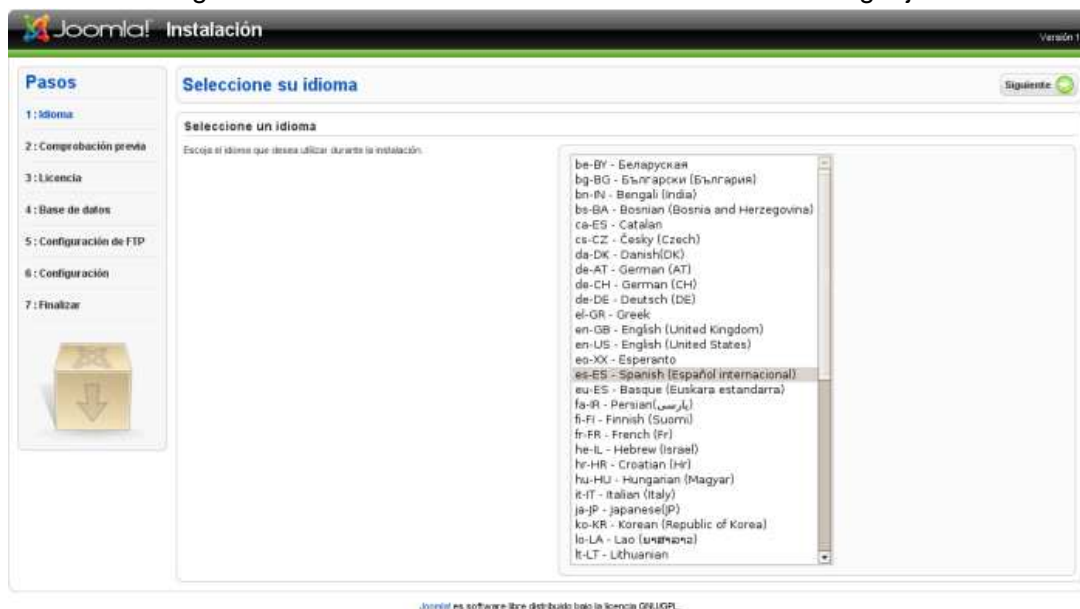 Joomla! Instalación
Versión 1
Pasos
1 : Idioma
2 : Comprobación previa
3 : Licencia
4 : Base de datos
5 : Configuración de FTP
6 : Configuración
7 : Finalizar
Seleccione su idioma
Siguiente
Seleccione un idioma
Escoja el idioma que desea utilizar durante la instalación.
be-BY - Беларуская
bg-BG - Български (България)
bn-IN - Bengali (India)
bs-BA - Bosnian (Bosnia and Herzegovina)
ca-ES - Catalan
cs-CZ - Česky (Czech)
da-DK - Danish(DK)
de-AT - German (AT)
de-CH - German (CH)
de-DE - Deutsch (DE)
el-GR - Greek
en-GB - English (United Kingdom)
en-US - English (United States)
eo-XX - Esperanto
es-ES - Spanish (Español internacional)
eu-ES - Basque (Euskara estandarra)
fa-IR - Persian(پارسی)
fi-FI - Finnish (Suomi)
fr-FR - French (Fr)
he-IL - Hebrew (Israel)
hr-HR - Croatian (Hr)
hu-HU - Hungarian (Magyar)
it-IT - Italian (Italy)
ja-JP - Japanese(JP)
ko-KR - Korean (Republic of Korea)
lo-LA - Lao
lt-LT - Lithuanian
Joomla! es software libre distribuido bajo la licencia GNU/GPL.